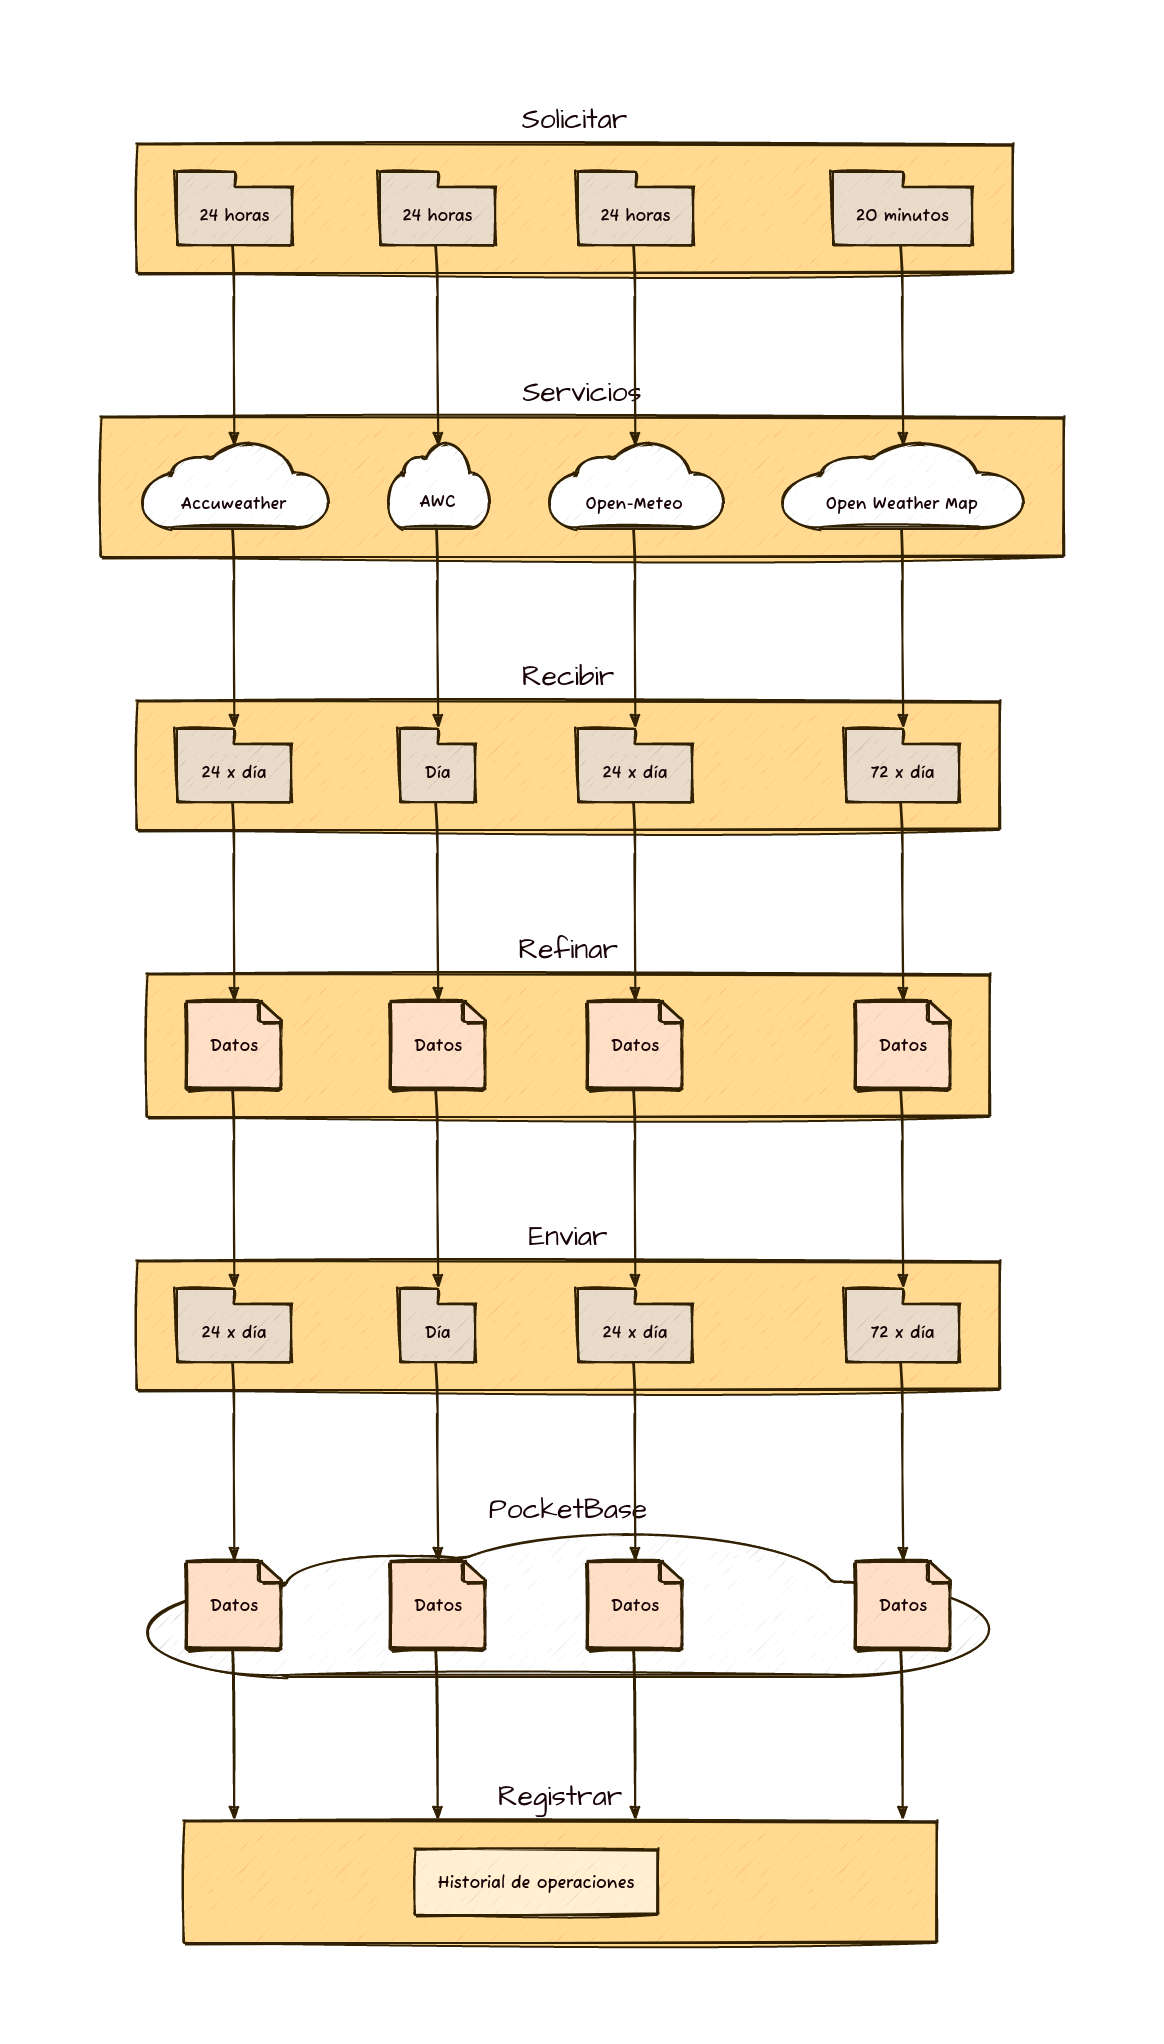 Solicitar
24 horas
24 horas
24 horas
20 minutos
Servicios
Accuweather
AWC
Open-Meteo
Open Weather Map
Recibir
24 x día
Día
24 x día
72 x día
Refinar
Datos
Datos
Datos
Datos
Enviar
24 x día
Día
24 x día
72 x día
PocketBase
Datos
Datos
Datos
Datos
Registrar
Historial de operaciones